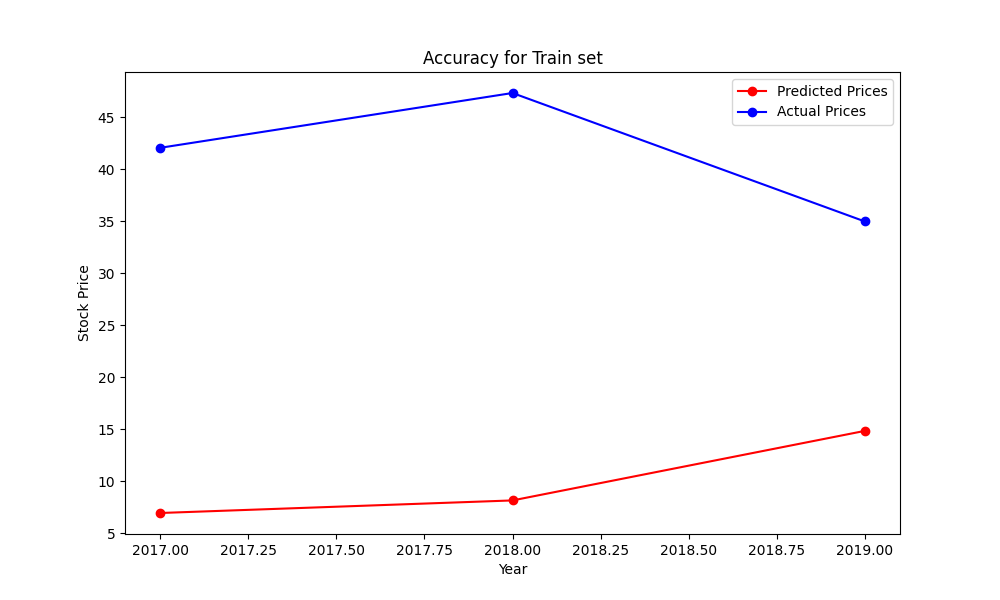 Accuracy for Train set
Predicted Prices
Actual Prices
Stock Price
45
40
35
30
25
20
15
10
5
2017.00 2017.25 2017.50 2017.75 2018.00 2018.25 2018.50 2018.75 2019.00
Year